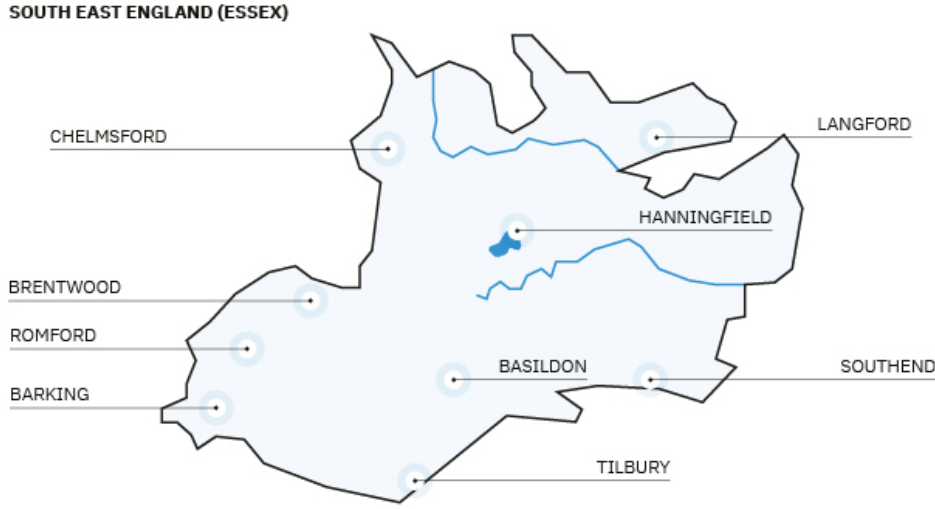 SOUTH EAST ENGLAND (ESSEX)
CHELMSFORD
LANGFORD
HANNINGFIELD
BRENTWOOD
ROMFORD
BASILDON
SOUTHEND
BARKING
TILBURY